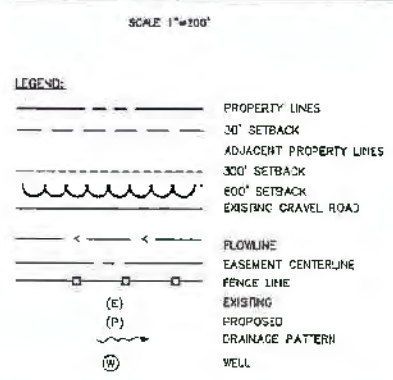 SCALE 1"=200'
LEGEND:
PROPERTY LINES
30' SETBACK
ADJACENT PROPERTY LINES
300' SETBACK
600' SETBACK
EXISTING GRAVEL ROAD
FLOWLINE
EASEMENT CENTERLINE
FENCE LINE
(E) EXISTING
(P) PROPOSED
DRAINAGE PATTERN
W WELL